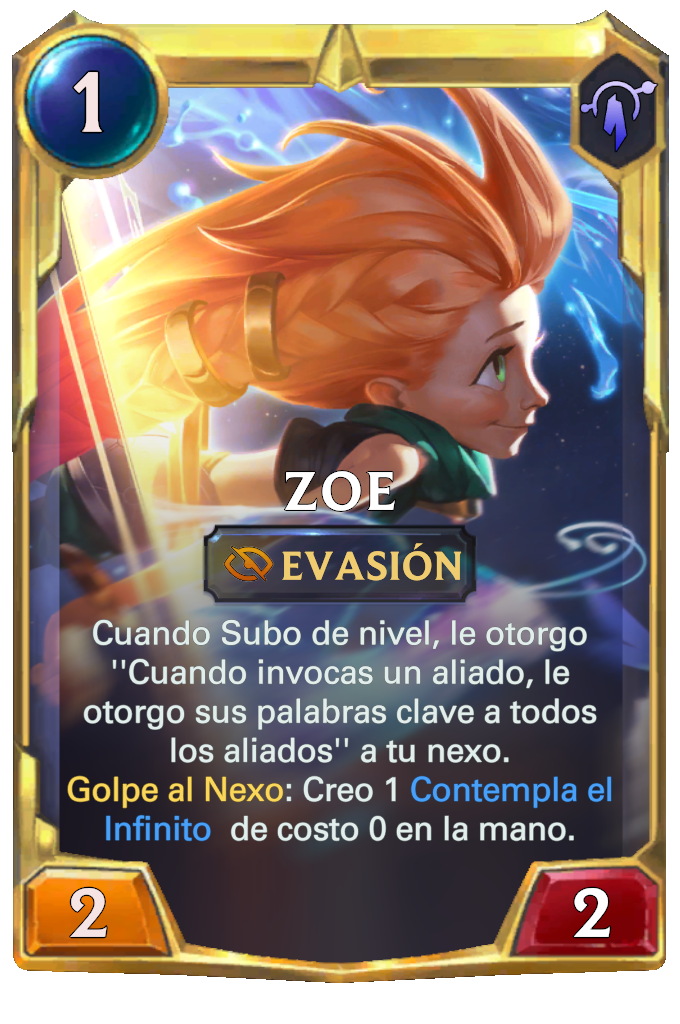 1
ZOE
EVASIÓN
Cuando Subo de nivel, le otorgo
''Cuando invocas un aliado, le
otorgo sus palabras clave a todos
los aliados'' a tu nexo.
Golpe al Nexo: Creo 1 Contempla el
Infinito de costo 0 en la mano.
2
2